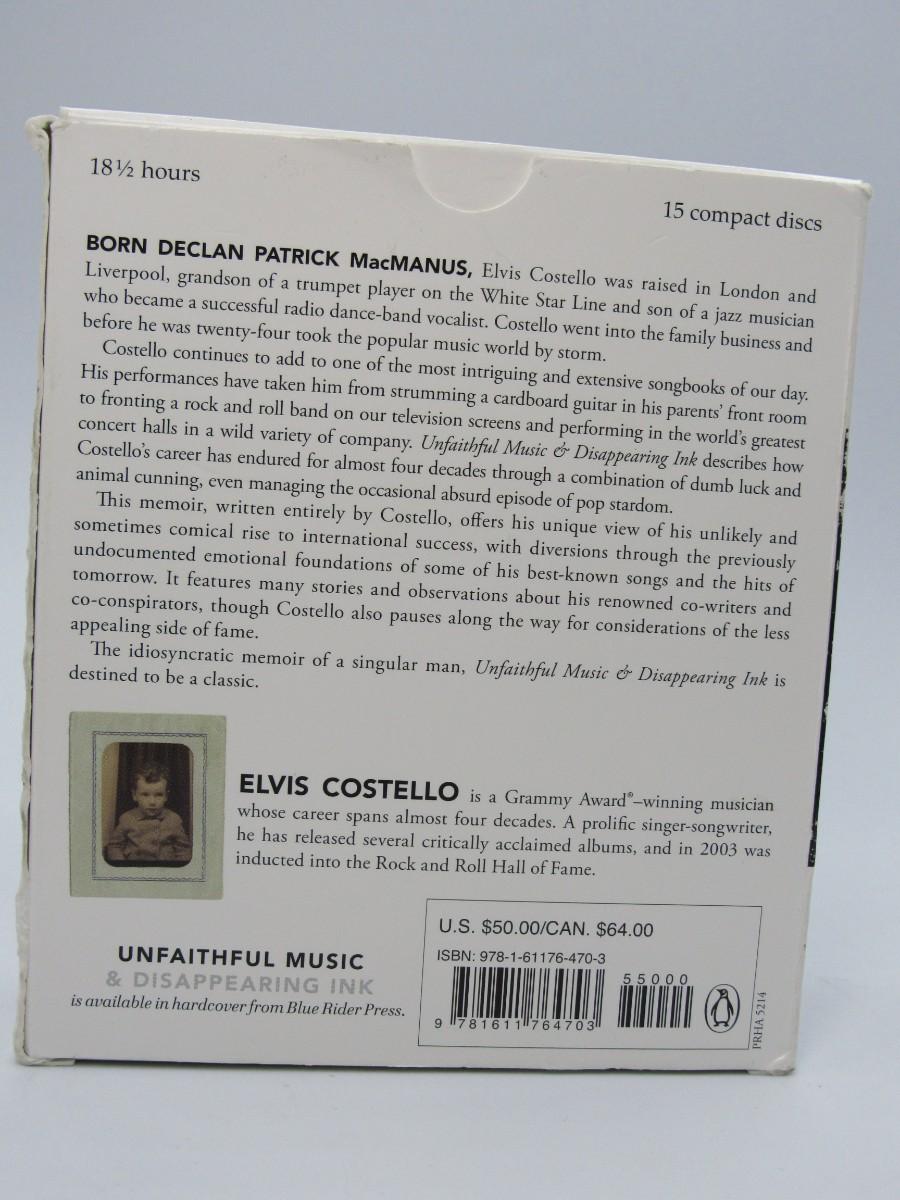 18½ hours
15 compact discs
BORN DECLAN PATRICK MacMANUS, Elvis Costello was raised in London and
Liverpool, grandson of a trumpet player on the White Star Line and son of a jazz musician
who became a successful radio dance-band vocalist. Costello went into the family business and
before he was twenty-four took the popular music world by storm.
Costello continues to add to one of the most intriguing and extensive songbooks of our day.
His performances have taken him from strumming a cardboard guitar in his parents' front room
to fronting a rock and roll band on our television screens and performing in the world's greatest
concert halls in a wild variety of company. Unfaithful Music & Disappearing Ink describes how
Costello's career has endured for almost four decades through a combination of dumb luck and
animal cunning, even managing the occasional absurd episode of pop stardom.
This memoir, written entirely by Costello, offers his unique view of his unlikely and
sometimes comical rise to international success, with diversions through the previously
undocumented emotional foundations of some of his best-known songs and the hits of
tomorrow. It features many stories and observations about his renowned co-writers and
co-conspirators, though Costello also pauses along the way for considerations of the less
appealing side of fame.
The idiosyncratic memoir of a singular man, Unfaithful Music & Disappearing Ink is
destined to be a classic.
ELVIS COSTELLO is a Grammy Award®–winning musician
whose career spans almost four decades. A prolific singer-songwriter,
he has released several critically acclaimed albums, and in 2003 was
inducted into the Rock and Roll Hall of Fame.
UNFAITHFUL MUSIC
& DISAPPEARING INK
is available in hardcover from Blue Rider Press.
U.S. $50.00/CAN. $64.00
ISBN: 978-1-61176-470-3
55000
9 781611 764703
PRHA 5214